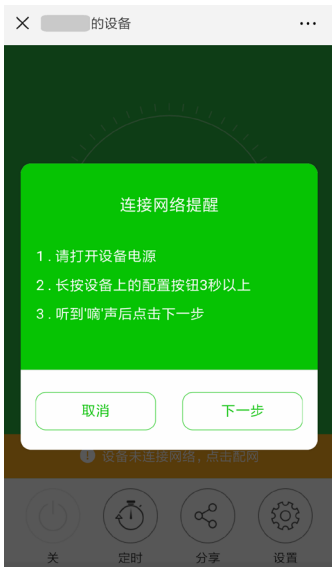 的设备
连接网络提醒
1．请打开设备电源
2．长按设备上的配置按钮3秒以上
3．听到'嘀'声后点击下一步
取消
下一步
设备未连接网络，点击配网
关
定时
分享
设置